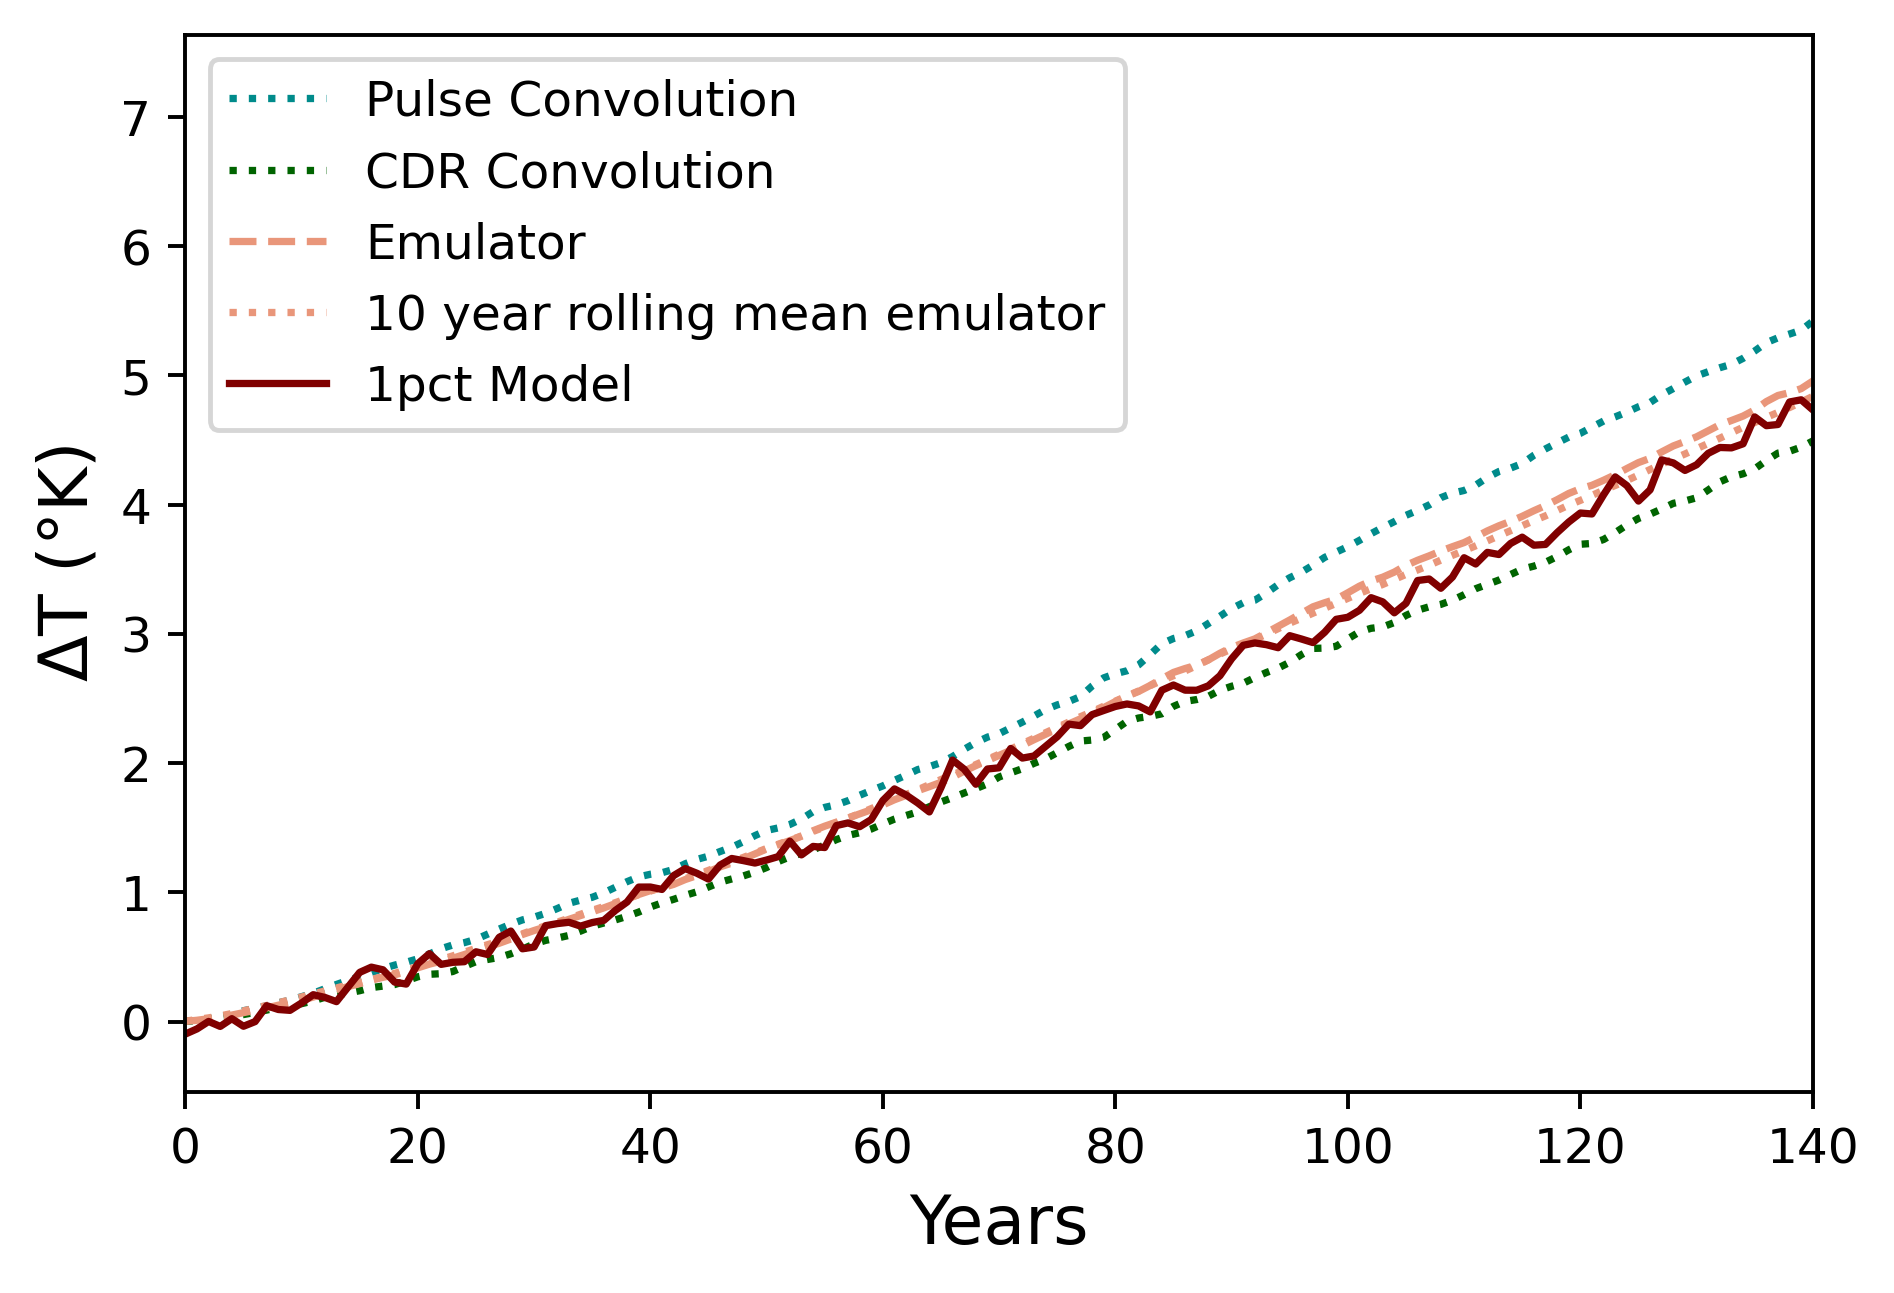 Pulse Convolution
CDR Convolution
Emulator
10 year rolling mean emulator
1pct Model
ΔT (°K)
7
6
5
4
3
2
1
0
0 20 40 60 80 100 120 140
Years